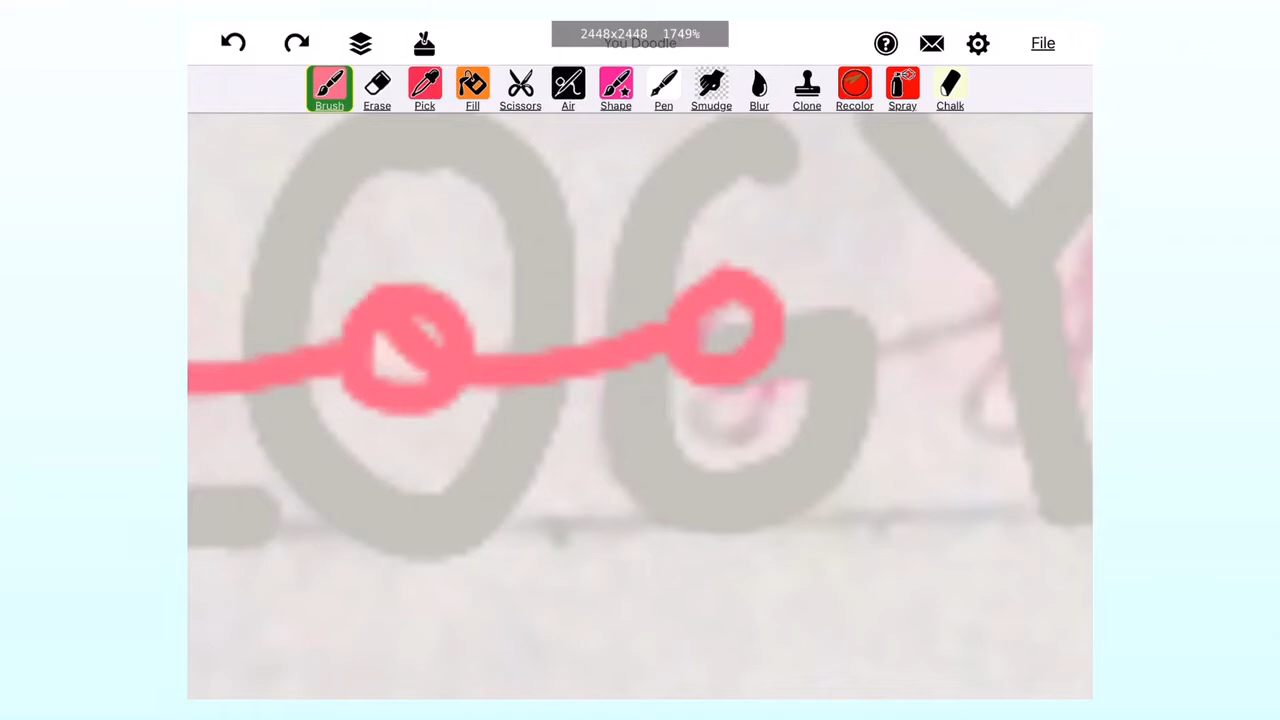 2448x2448 1749%
You Doodle
File
Brush Erase Pick Fill Scissors Air Shape Pen Smudge Blur Clone Recolor Spray Chalk
OGY